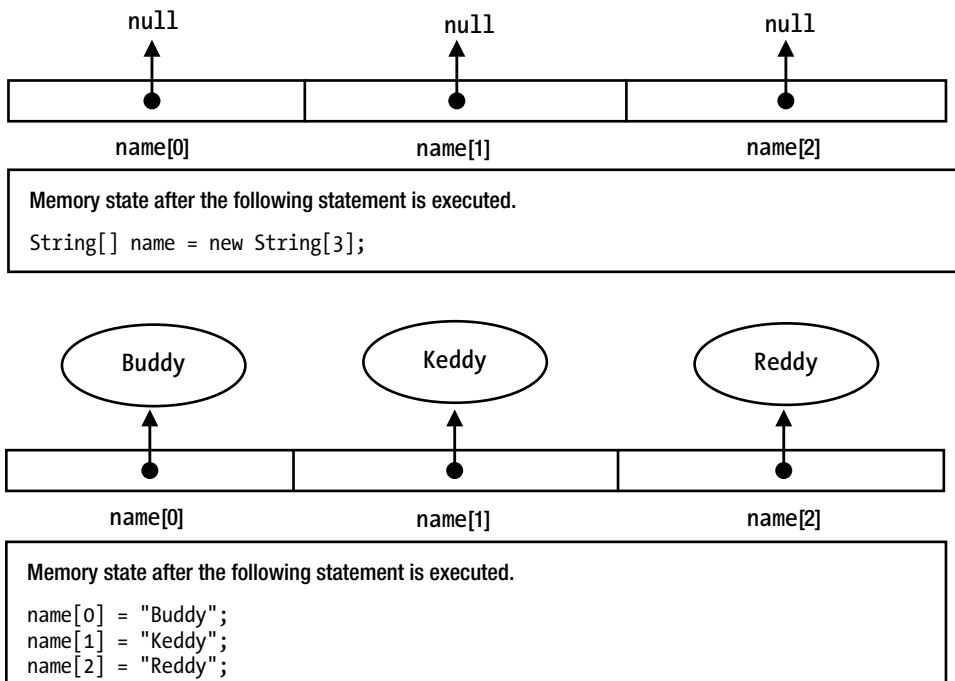 null null null
name[0] name[1] name[2]
Memory state after the following statement is executed.
String[] name = new String[3];
Buddy Keddy Reddy
name[0] name[1] name[2]
Memory state after the following statement is executed.
name[0] = "Buddy";
name[1] = "Keddy";
name[2] = "Reddy";